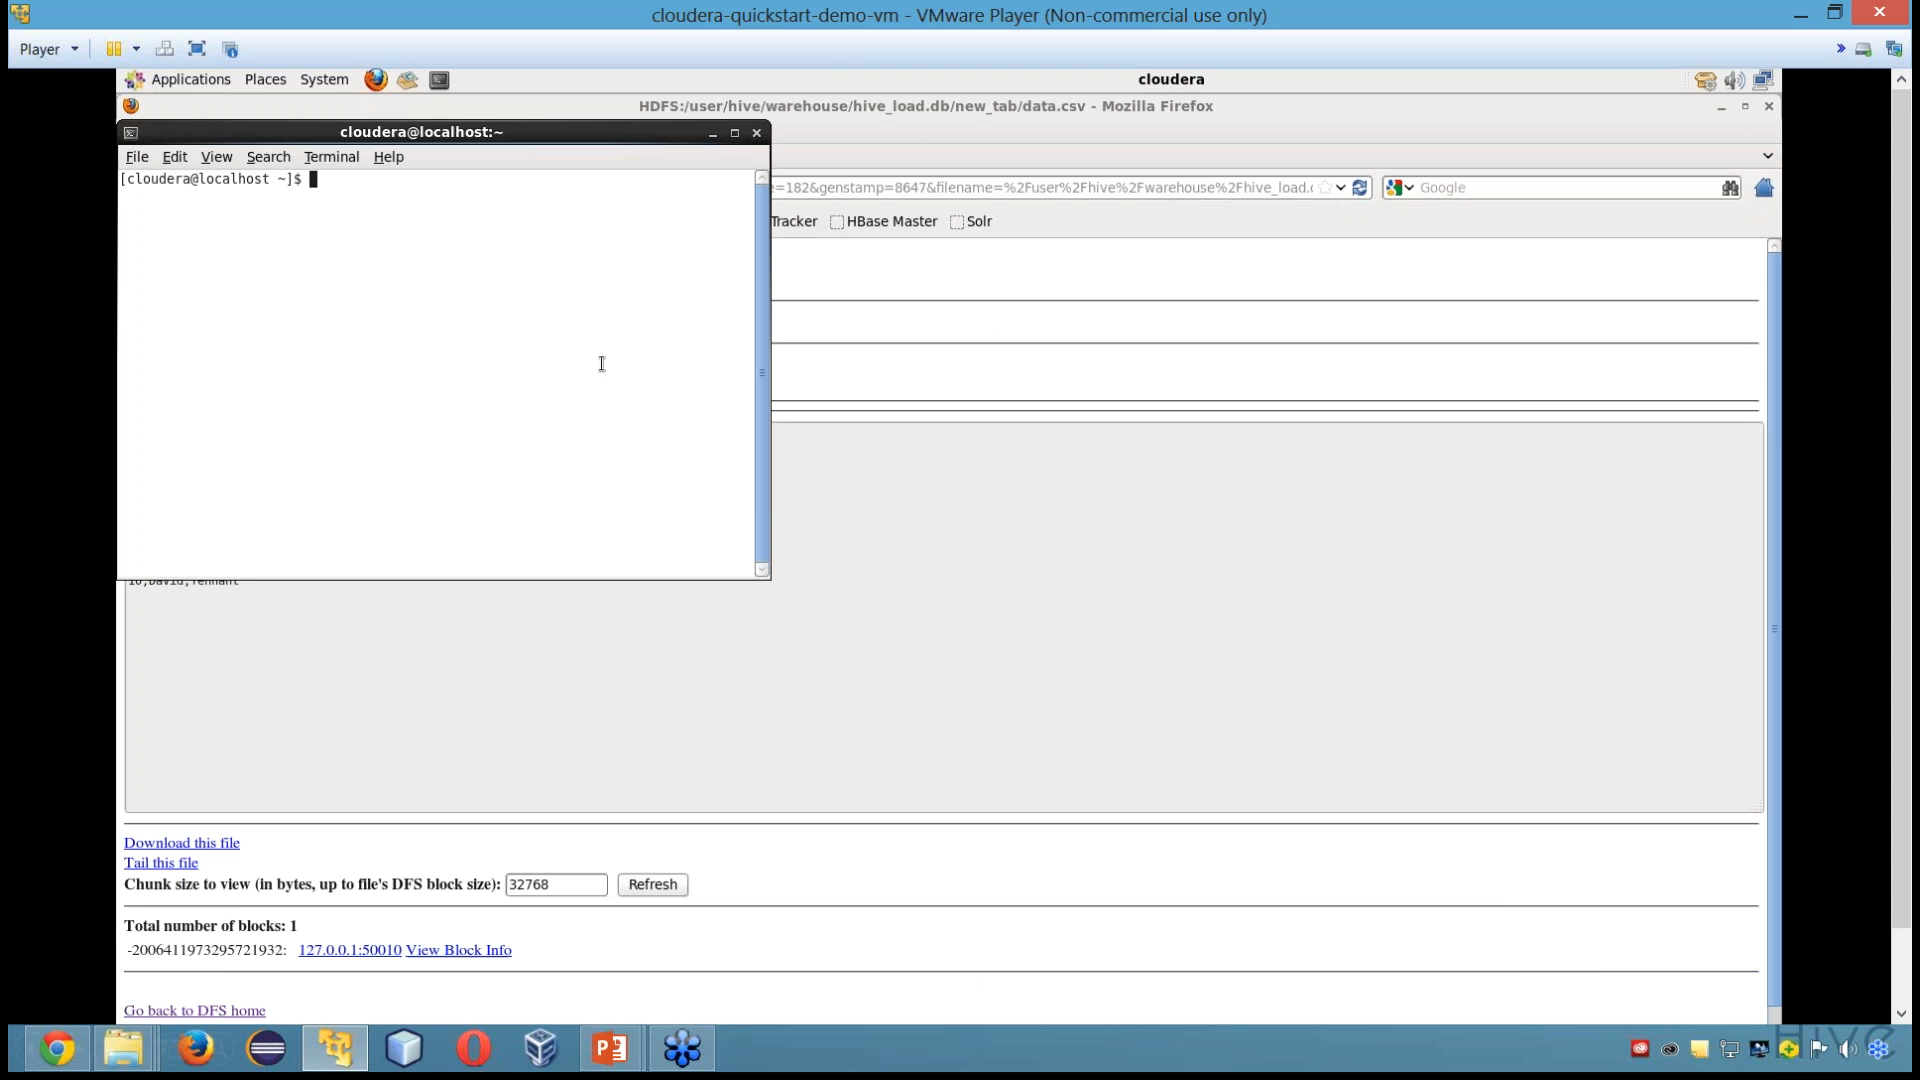 cloudera-quickstart-demo-vm - VMware Player (Non-commercial use only)
Player
Applications Places System cloudera
HDFS:/user/hive/warehouse/hive_load.db/new_tab/data.csv - Mozilla Firefox
cloudera@localhost:~
File Edit View Search Terminal Help
[cloudera@localhost ~]$
e=182&genstamp=8647&filename=%2Fuser%2Fhive%2Fwarehouse%2Fhive_load.( Google
Tracker HBase Master Solr
10,David,Tennant
Download this file
Tail this file
Chunk size to view (in bytes, up to file's DFS block size): 32768 Refresh
Total number of blocks: 1
-2006411973295721932: 127.0.0.1:50010 View Block Info
Go back to DFS home
Hive